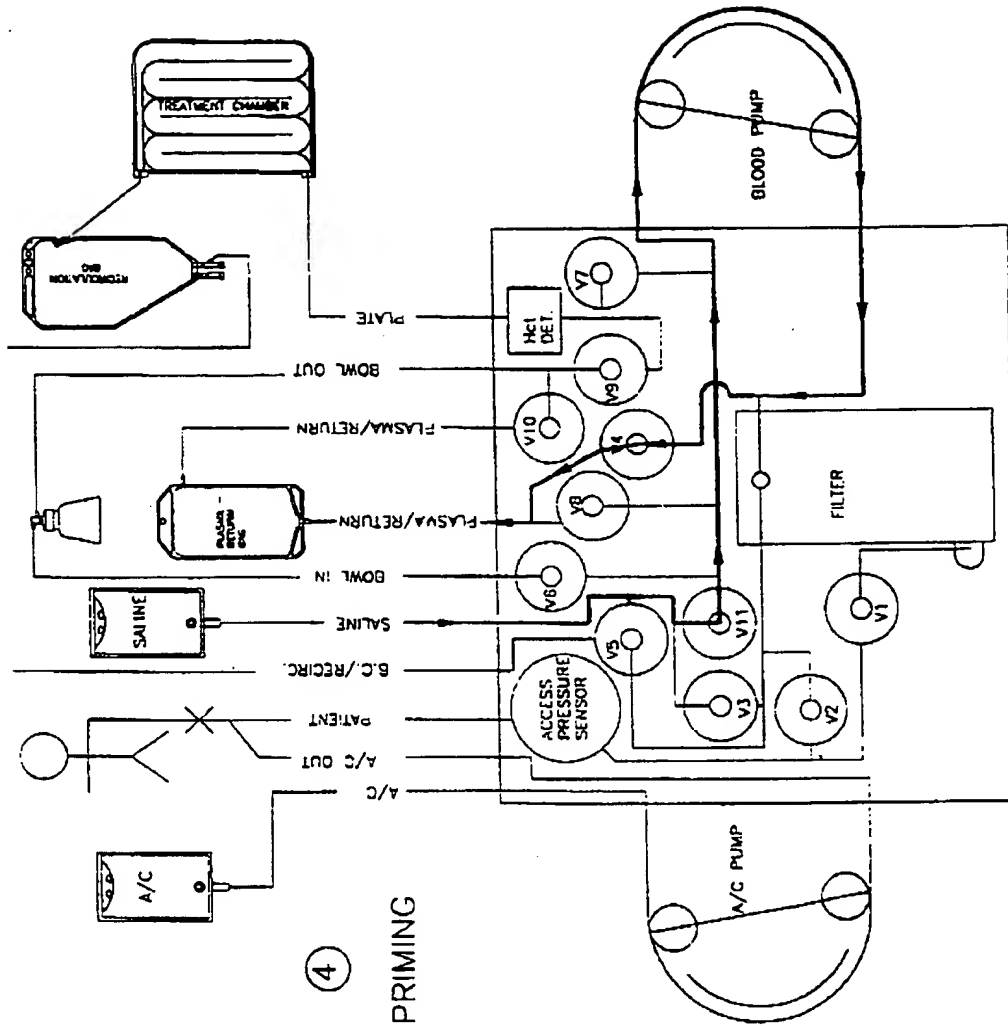 TREATMENT CHAMBER
RECIRCULATION
BAG
PLATE
BOWL OUT
PLASMA/RETURN
PLASMA/RETURN
BOWL IN
SALINE
B.C./RECIRC.
PATIENT
A/C OUT
A/C
SALINE
RETURN
BAG
A/C
Hct
DET.
V7
V9
V10
V8
V6
V5
V11
V3
V2
V1
ACCESS
PRESSURE
SENSOR
FILTER
BLOOD PUMP
A/C PUMP
4
PRIMING